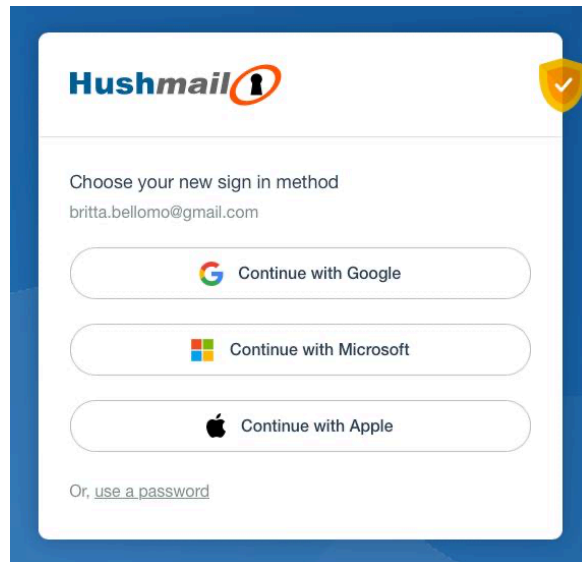 Hushmail
Choose your new sign in method
britta.bellomo@gmail.com
Continue with Google
Continue with Microsoft
Continue with Apple
Or, use a password